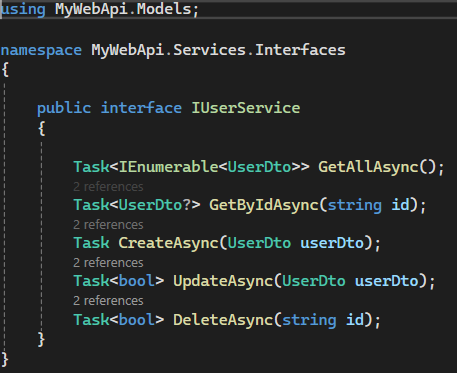 using MyWebApi.Models;
namespace MyWebApi.Services.Interfaces
{
public interface IUserService
{
Task<IEnumerable<UserDto>> GetAllAsync();
2 references
Task<UserDto?> GetByIdAsync(string id);
2 references
Task CreateAsync(UserDto userDto);
2 references
Task<bool> UpdateAsync(UserDto userDto);
2 references
Task<bool> DeleteAsync(string id);
}
}